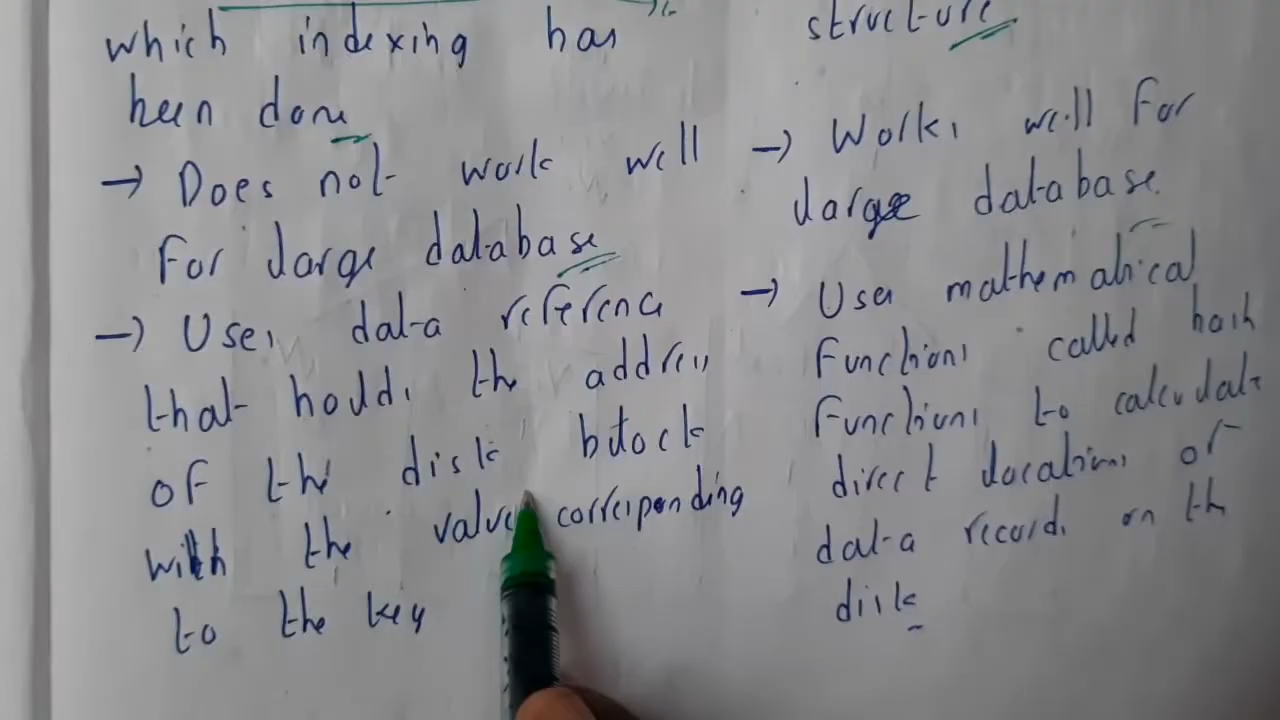 which indexing has
been done
→ Does not work well
for large database
→ Uses data reference
that holds the address
of the disk block
with the value corresponding
to the key
structure
→ Works well for
large database.
→ Uses mathematical
functions called hash
functions to calculate
direct locations of
data records on the
disk